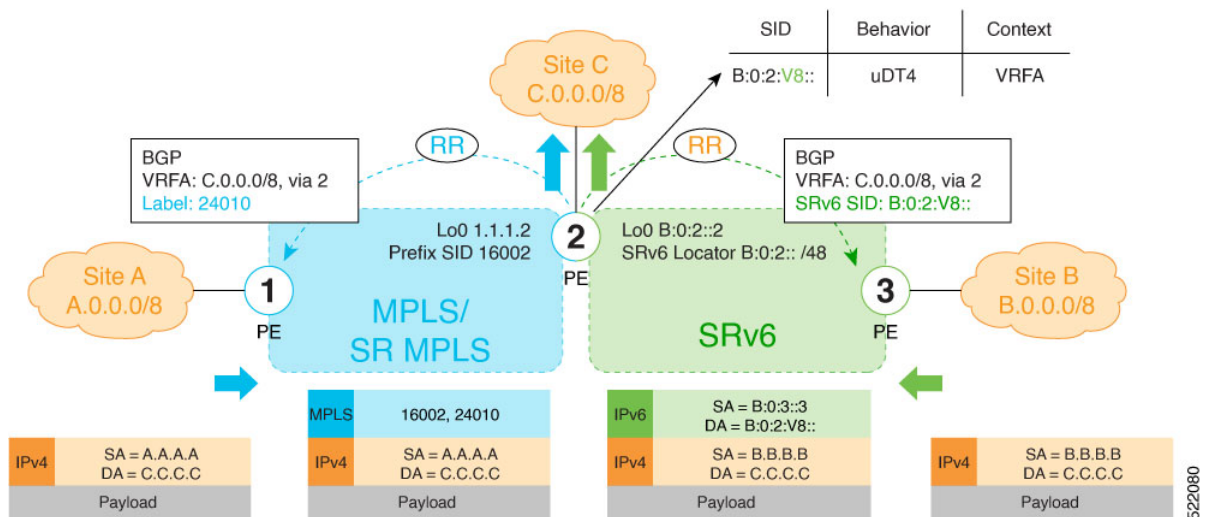 SID Behavior Context
B:0:2:V8:: uDT4 VRFA
Site C
C.0.0.0/8
RR
RR
BGP
VRFA: C.0.0.0/8, via 2
Label: 24010
BGP
VRFA: C.0.0.0/8, via 2
SRv6 SID: B:0:2:V8::
Lo0 1.1.1.2
Prefix SID 16002
2
PE
Lo0 B:0:2::2
SRv6 Locator B:0:2:: /48
Site A
A.0.0.0/8
1
PE
MPLS/
SR MPLS
SRv6
3
PE
Site B
B.0.0.0/8
MPLS 16002, 24010
IPv6 SA = B:0:3::3
DA = B:0:2:V8::
IPv4 SA = A.A.A.A
DA = C.C.C.C
Payload
IPv4 SA = A.A.A.A
DA = C.C.C.C
Payload
IPv4 SA = B.B.B.B
DA = C.C.C.C
Payload
IPv4 SA = B.B.B.B
DA = C.C.C.C
Payload
522080